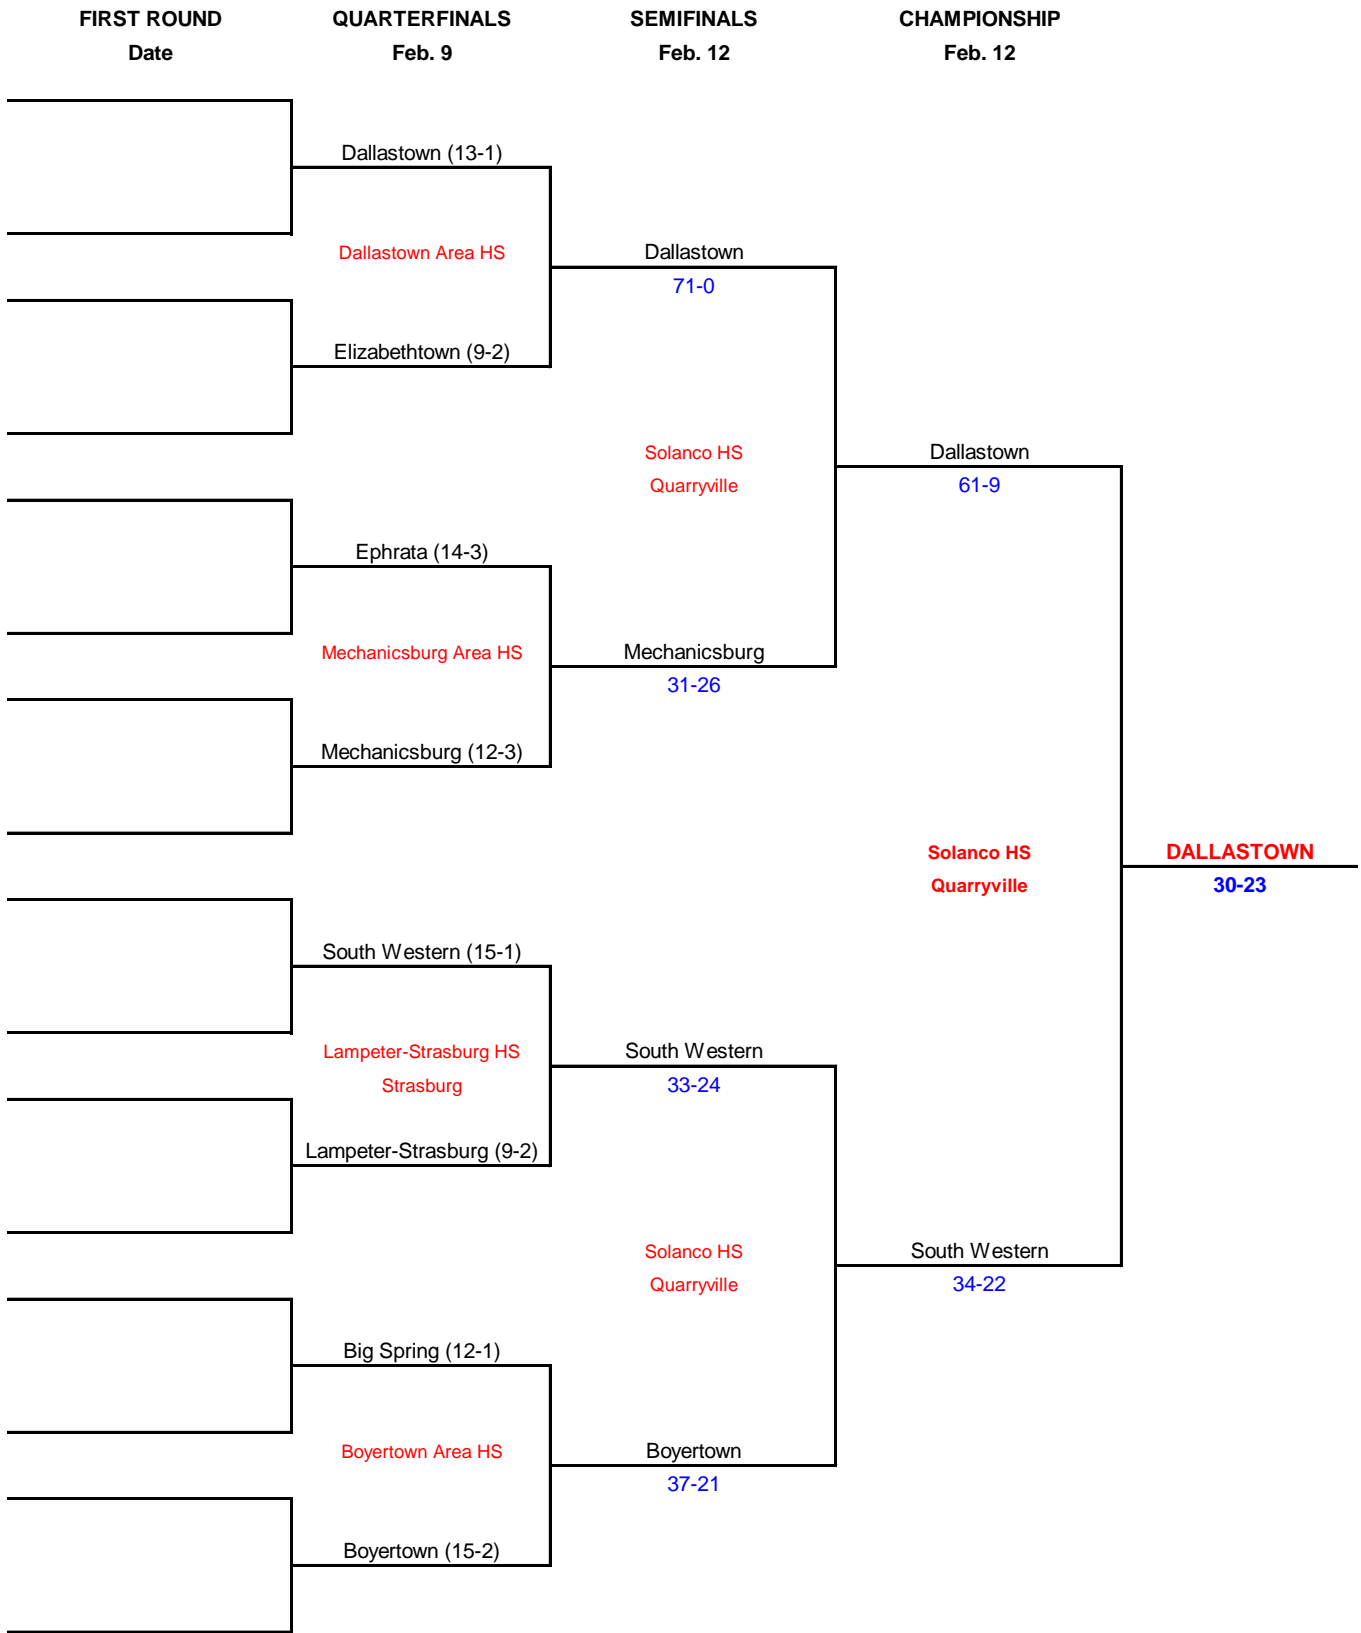 FIRST ROUND
Date
QUARTERFINALS
Feb. 9
SEMIFINALS
Feb. 12
CHAMPIONSHIP
Feb. 12
Dallastown (13-1)
Dallastown Area HS
Elizabethtown (9-2)
Ephrata (14-3)
Mechanicsburg Area HS
Mechanicsburg (12-3)
South Western (15-1)
Lampeter-Strasburg HS
Strasburg
Lampeter-Strasburg (9-2)
Big Spring (12-1)
Boyertown Area HS
Boyertown (15-2)
Dallastown
71-0
Solanco HS
Quarryville
Mechanicsburg
31-26
South Western
33-24
Solanco HS
Quarryville
Boyertown
37-21
Dallastown
61-9
Solanco HS
Quarryville
South Western
34-22
DALLASTOWN
30-23